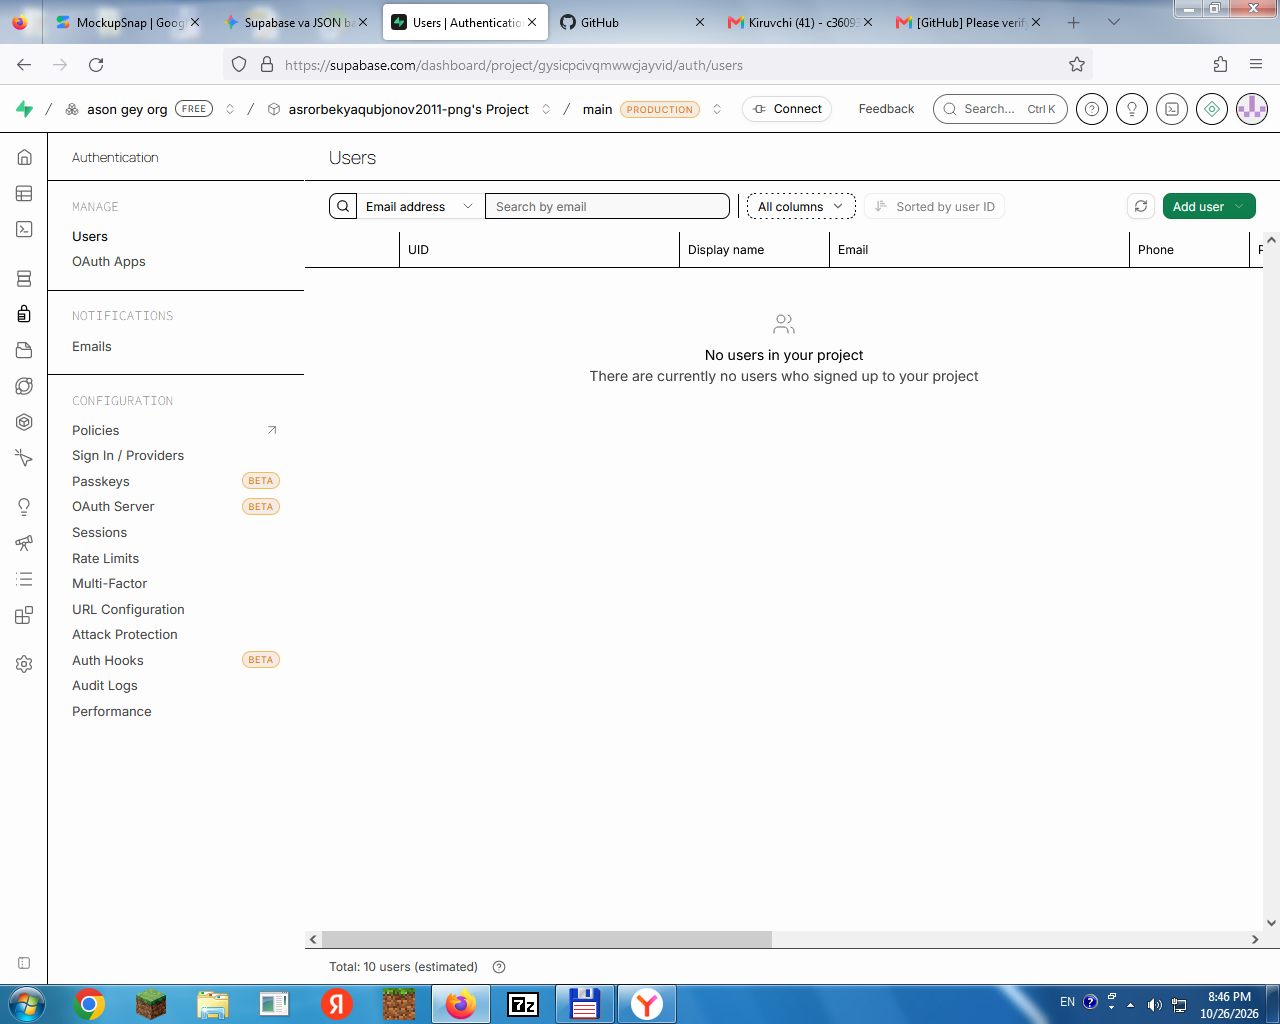 MockupSnap | Goog
Supabase va JSON ba
Users | Authentication
GitHub
Kiruvchi (41) - c3609
[GitHub] Please verif
https://supabase.com/dashboard/project/gysicpcivqmwwcjayvid/auth/users
ason gey org
FREE
asrorbekyaqubjonov2011-png's Project
main
PRODUCTION
Connect
Feedback
Search...
Ctrl K
Authentication
Users
MANAGE
Users
OAuth Apps
NOTIFICATIONS
Emails
CONFIGURATION
Policies
Sign In / Providers
Passkeys
BETA
OAuth Server
BETA
Sessions
Rate Limits
Multi-Factor
URL Configuration
Attack Protection
Auth Hooks
BETA
Audit Logs
Performance
Email address
Search by email
All columns
Sorted by user ID
Add user
UID
Display name
Email
Phone
No users in your project
There are currently no users who signed up to your project
Total: 10 users (estimated)
7z
EN
8:46 PM
10/26/2026